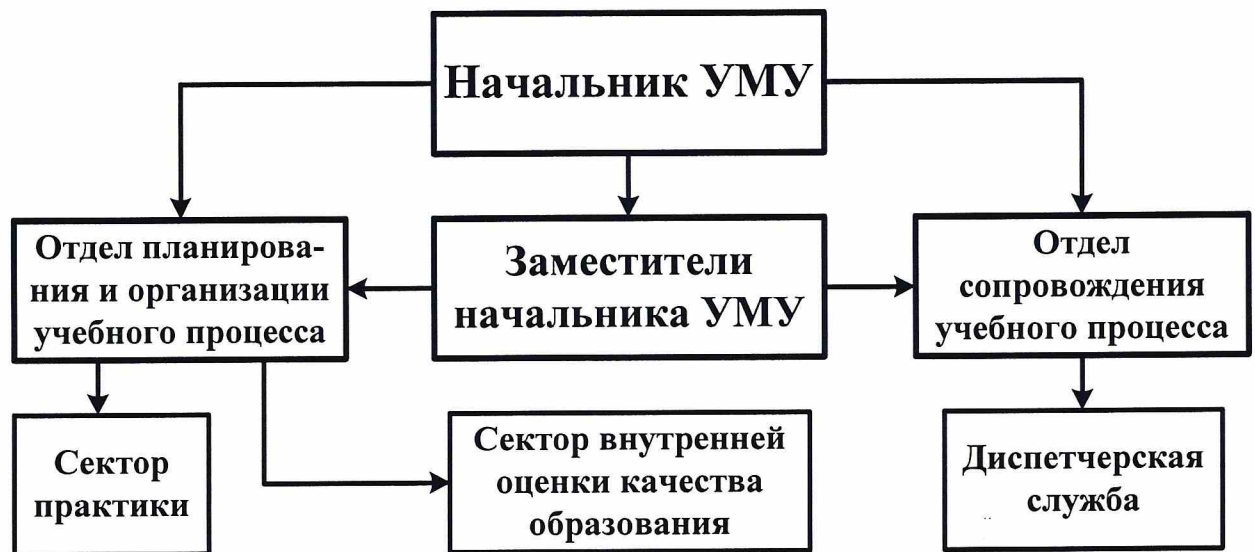 Начальник УМУ
Отдел планирова-
ния и организации
учебного процесса
Заместители
начальника УМУ
Отдел
сопровождения
учебного процесса
Сектор
практики
Сектор внутренней
оценки качества
образования
Диспетчерская
служба